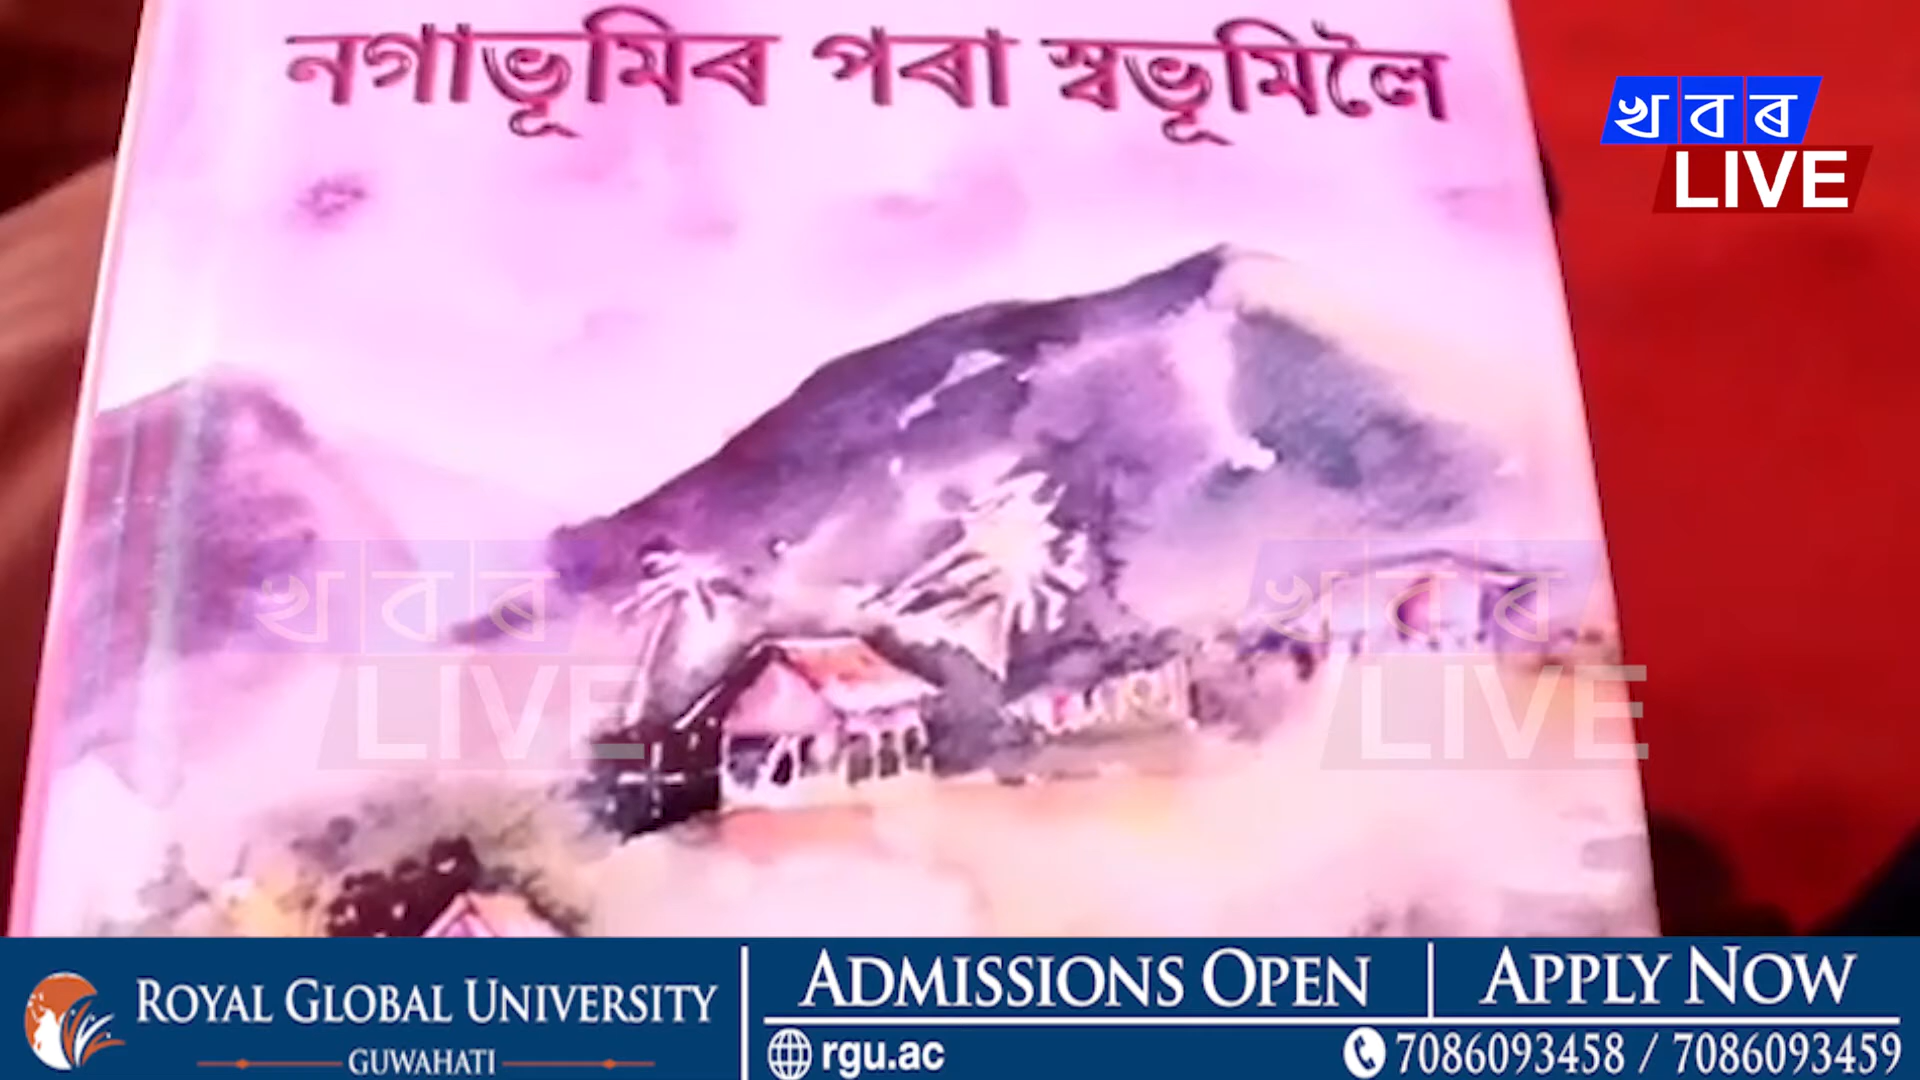 নগাভূমিৰ পৰা স্বভূমিলৈ
খবৰ
LIVE
খবৰ
LIVE
খবৰ
LIVE
ROYAL GLOBAL UNIVERSITY
GUWAHATI
ADMISSIONS OPEN
APPLY NOW
rgu.ac
7086093458 / 7086093459